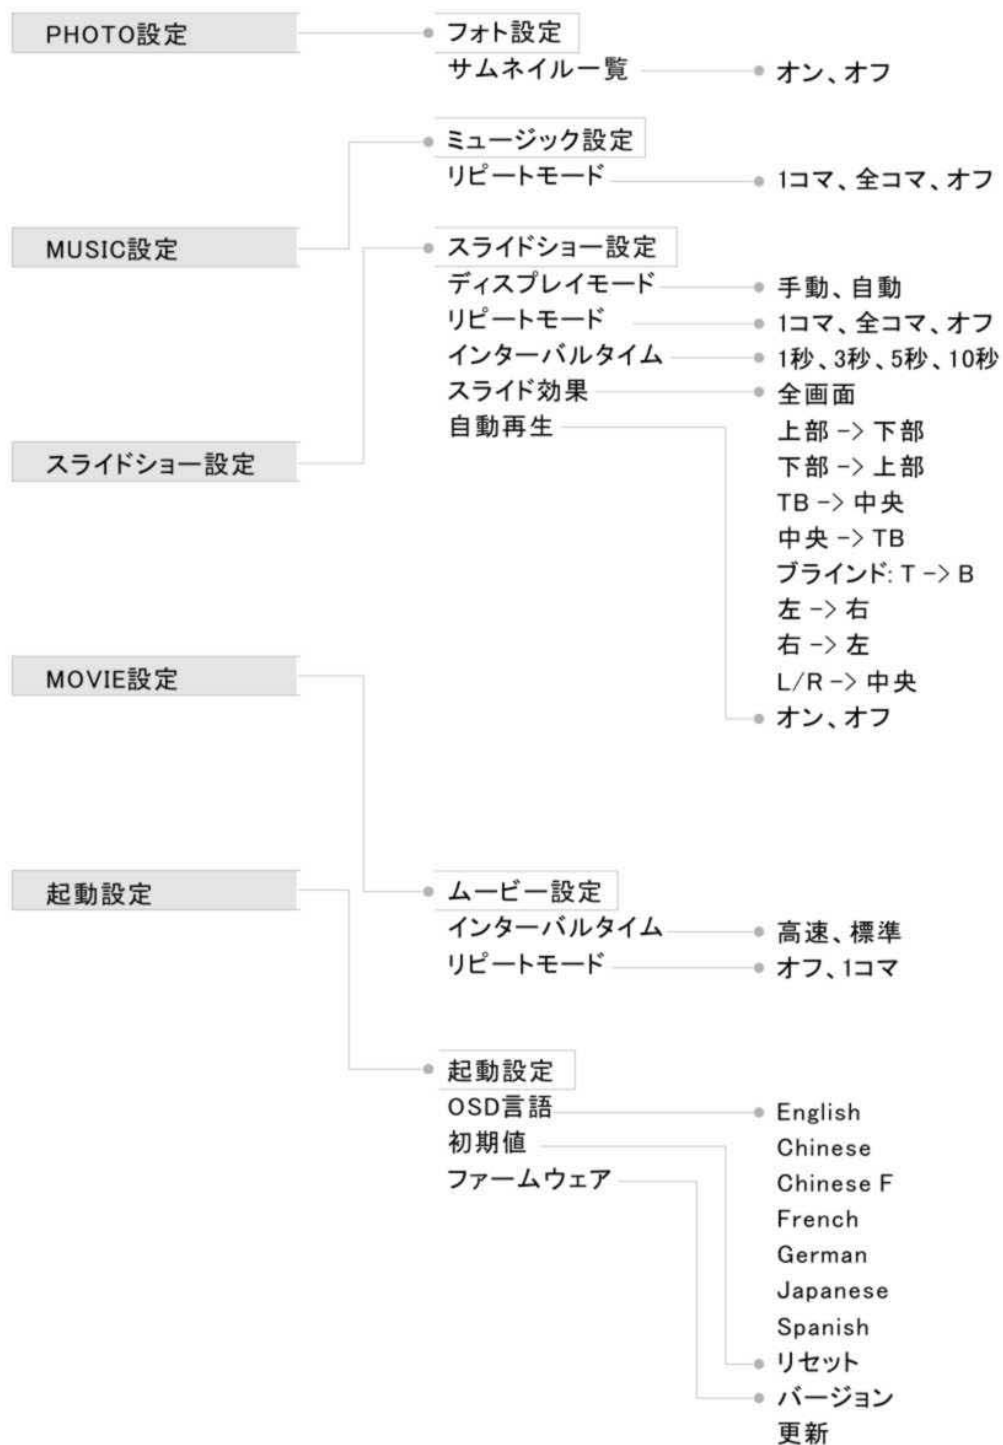 PHOTO設定
フォト設定
サムネイル一覧
オン、オフ
ミュージック設定
リピートモード
1コマ、全コマ、オフ
MUSIC設定
スライドショー設定
ディスプレイモード
手動、自動
リピートモード
1コマ、全コマ、オフ
インターバルタイム
1秒、3秒、5秒、10秒
スライド効果
全画面
自動再生
上部 -> 下部
スライドショー設定
下部 -> 上部
TB -> 中央
中央 -> TB
ブラインド: T -> B
左 -> 右
右 -> 左
MOVIE設定
L/R -> 中央
オン、オフ
起動設定
ムービー設定
インターバルタイム
高速、標準
リピートモード
オフ、1コマ
起動設定
OSD言語
English
初期値
Chinese
ファームウェア
Chinese F
French
German
Japanese
Spanish
リセット
バージョン
更新